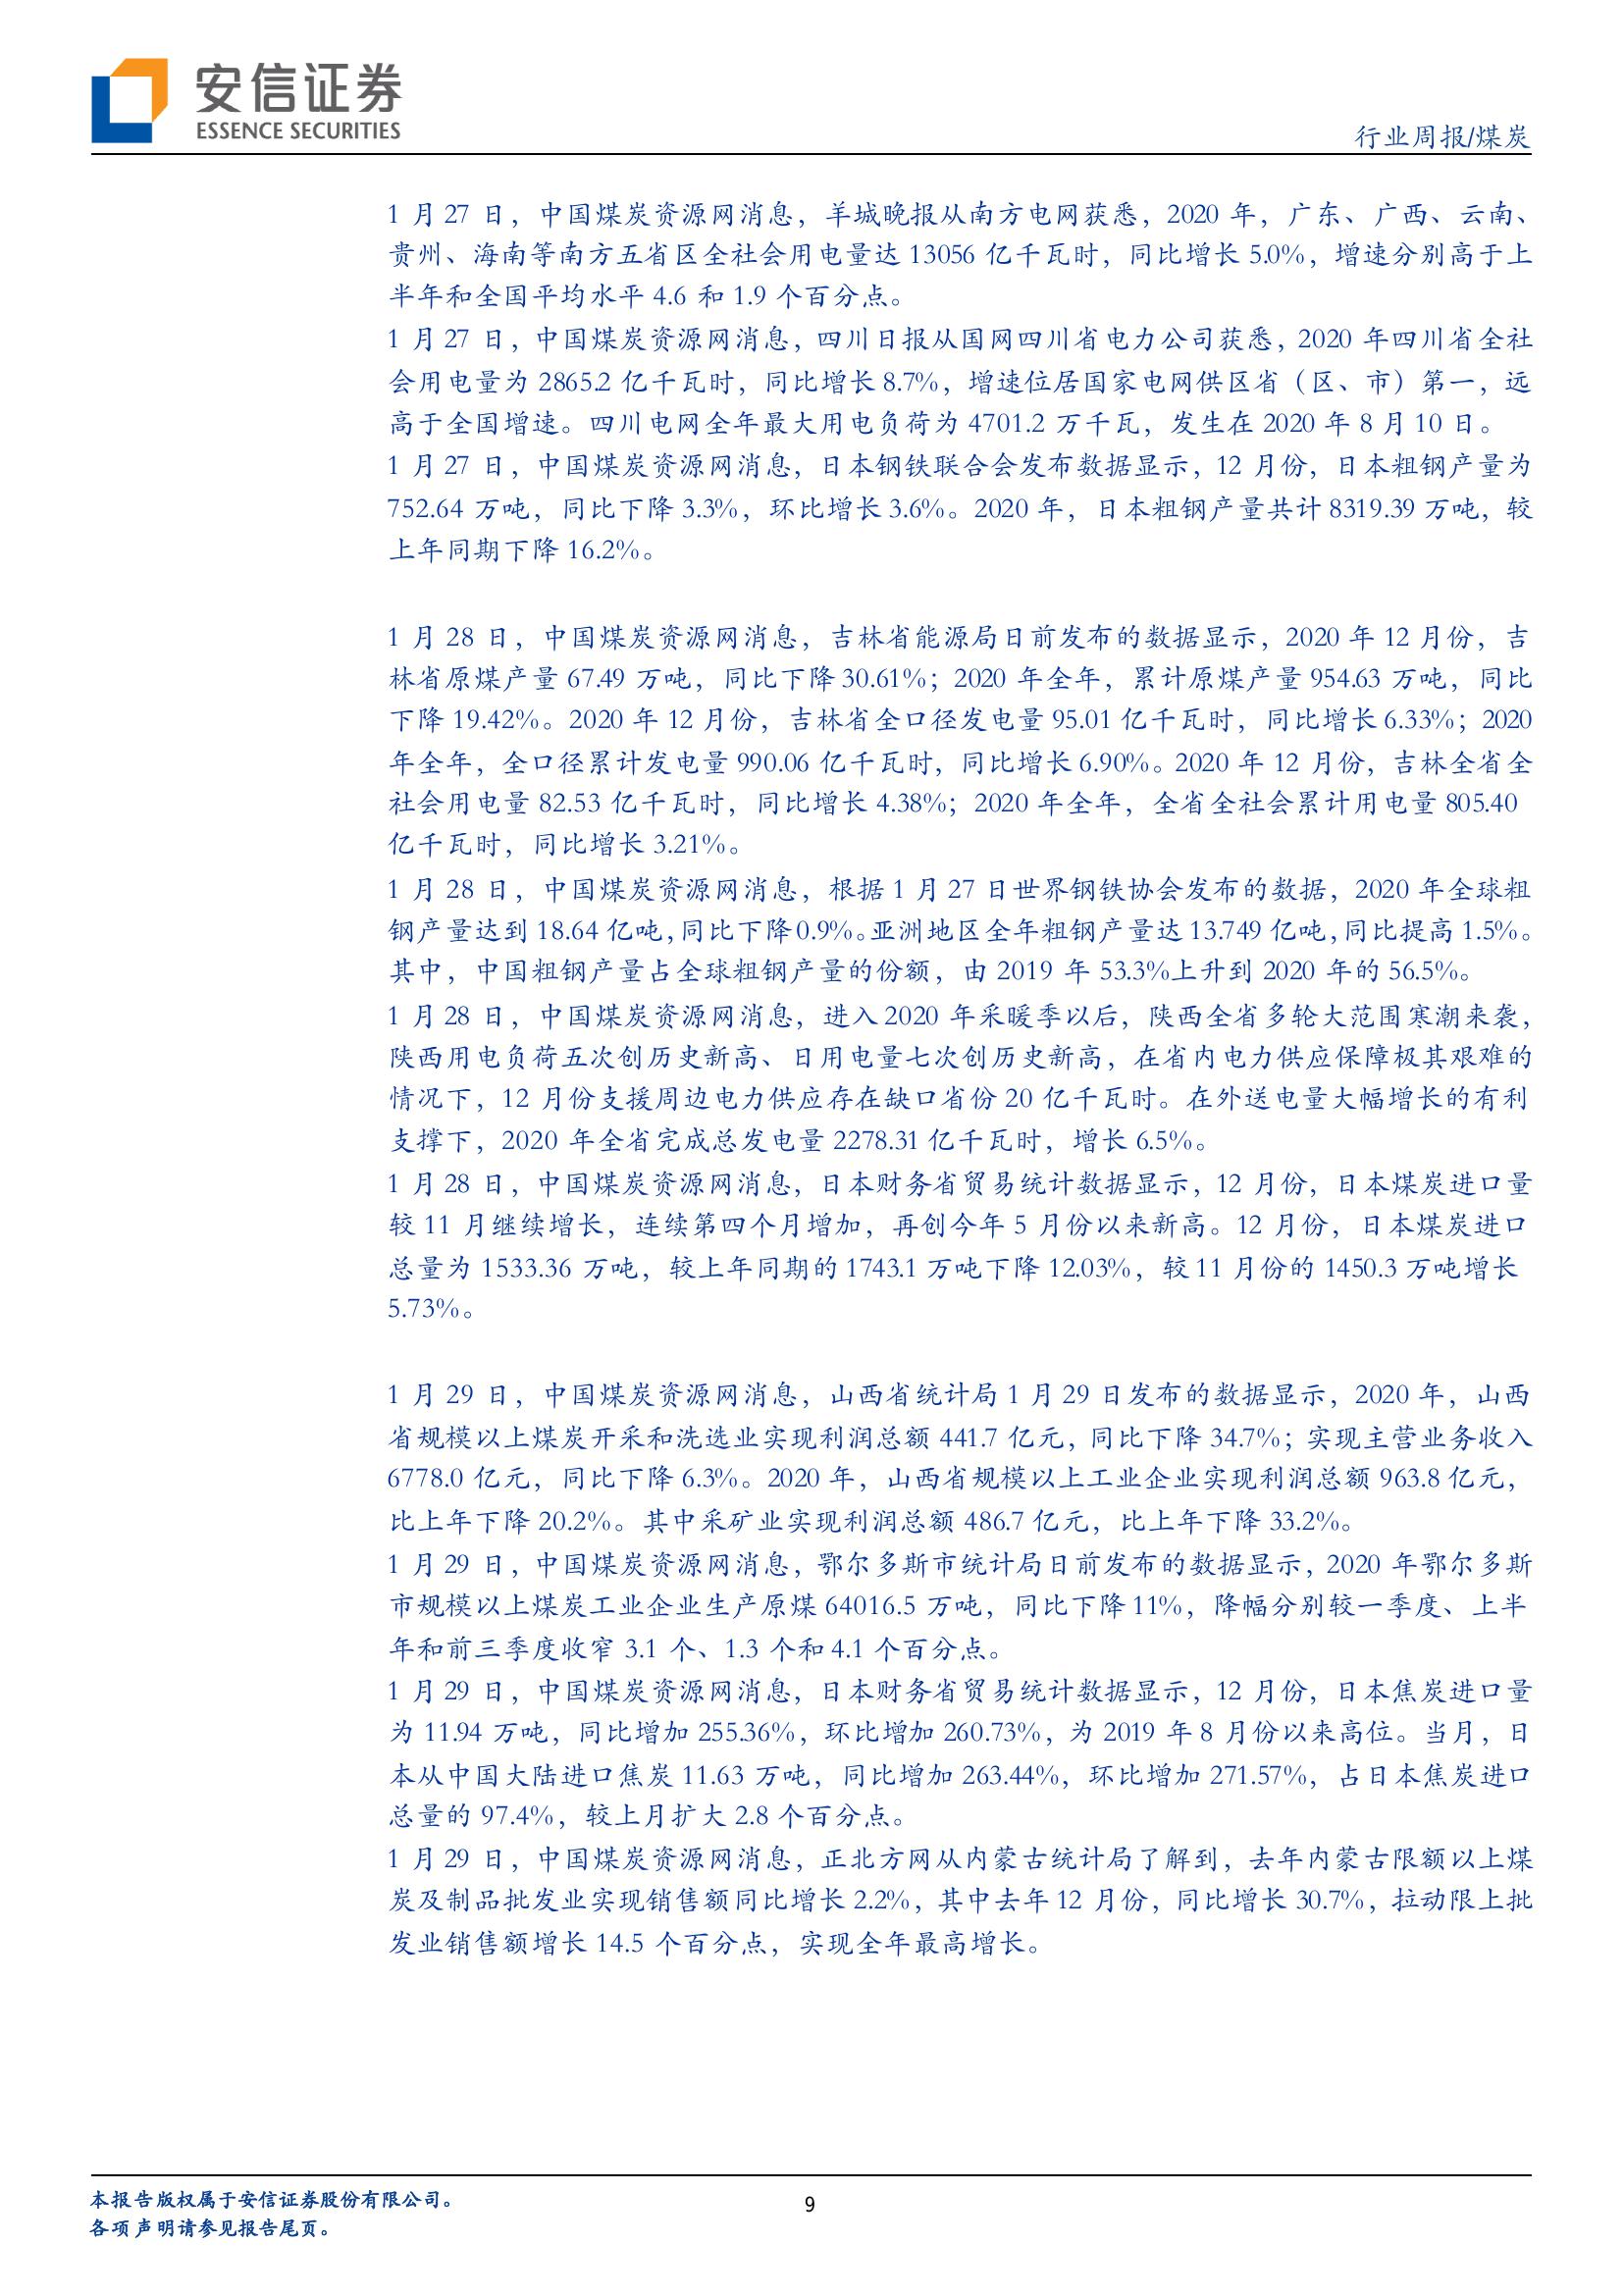 安信证券
ESSENCE SECURITIES
行业周报/煤炭
1 月 27 日，中国煤炭资源网消息，羊城晚报从南方电网获悉，2020 年，广东、广西、云南、
贵州、海南等南方五省区全社会用电量达 13056 亿千瓦时，同比增长 5.0%，增速分别高于上
半年和全国平均水平 4.6 和 1.9 个百分点。
1 月 27 日，中国煤炭资源网消息，四川日报从国网四川省电力公司获悉，2020 年四川省全社
会用电量为 2865.2 亿千瓦时，同比增长 8.7%，增速位居国家电网供区省（区、市）第一，远
高于全国增速。四川电网全年最大用电负荷为 4701.2 万千瓦，发生在 2020 年 8 月 10 日。
1 月 27 日，中国煤炭资源网消息，日本钢铁联合会发布数据显示，12 月份，日本粗钢产量为
752.64 万吨，同比下降 3.3%，环比增长 3.6%。2020 年，日本粗钢产量共计 8319.39 万吨，较
上年同期下降 16.2%。
1 月 28 日，中国煤炭资源网消息，吉林省能源局日前发布的数据显示，2020 年 12 月份，吉
林省原煤产量 67.49 万吨，同比下降 30.61%；2020 年全年，累计原煤产量 954.63 万吨，同比
下降 19.42%。2020 年 12 月份，吉林省全口径发电量 95.01 亿千瓦时，同比增长 6.33%；2020
年全年，全口径累计发电量 990.06 亿千瓦时，同比增长 6.90%。2020 年 12 月份，吉林全省全
社会用电量 82.53 亿千瓦时，同比增长 4.38%；2020 年全年，全省全社会累计用电量 805.40
亿千瓦时，同比增长 3.21%。
1 月 28 日，中国煤炭资源网消息，根据 1 月 27 日世界钢铁协会发布的数据，2020 年全球粗
钢产量达到 18.64 亿吨，同比下降 0.9%。亚洲地区全年粗钢产量达 13.749 亿吨，同比提高 1.5%。
其中，中国粗钢产量占全球粗钢产量的份额，由 2019 年 53.3%上升到 2020 年的 56.5%。
1 月 28 日，中国煤炭资源网消息，进入 2020 年采暖季以后，陕西全省多轮大范围寒潮来袭，
陕西用电负荷五次创历史新高、日用电量七次创历史新高，在省内电力供应保障极其艰难的
情况下，12 月份支援周边电力供应存在缺口省份 20 亿千瓦时。在外送电量大幅增长的有利
支撑下，2020 年全省完成总发电量 2278.31 亿千瓦时，增长 6.5%。
1 月 28 日，中国煤炭资源网消息，日本财务省贸易统计数据显示，12 月份，日本煤炭进口量
较 11 月继续增长，连续第四个月增加，再创今年 5 月份以来新高。12 月份，日本煤炭进口
总量为 1533.36 万吨，较上年同期的 1743.1 万吨下降 12.03%，较 11 月份的 1450.3 万吨增长
5.73%。
1 月 29 日，中国煤炭资源网消息，山西省统计局 1 月 29 日发布的数据显示，2020 年，山西
省规模以上煤炭开采和洗选业实现利润总额 441.7 亿元，同比下降 34.7%；实现主营业务收入
6778.0 亿元，同比下降 6.3%。2020 年，山西省规模以上工业企业实现利润总额 963.8 亿元，
比上年下降 20.2%。其中采矿业实现利润总额 486.7 亿元，比上年下降 33.2%。
1 月 29 日，中国煤炭资源网消息，鄂尔多斯市统计局日前发布的数据显示，2020 年鄂尔多斯
市规模以上煤炭工业企业生产原煤 64016.5 万吨，同比下降 11%，降幅分别较一季度、上半
年和前三季度收窄 3.1 个、1.3 个和 4.1 个百分点。
1 月 29 日，中国煤炭资源网消息，日本财务省贸易统计数据显示，12 月份，日本焦炭进口量
为 11.94 万吨，同比增加 255.36%，环比增加 260.73%，为 2019 年 8 月份以来高位。当月，日
本从中国大陆进口焦炭 11.63 万吨，同比增加 263.44%，环比增加 271.57%，占日本焦炭进口
总量的 97.4%，较上月扩大 2.8 个百分点。
1 月 29 日，中国煤炭资源网消息，正北方网从内蒙古统计局了解到，去年内蒙古限额以上煤
炭及制品批发业实现销售额同比增长 2.2%，其中去年 12 月份，同比增长 30.7%，拉动限上批
发业销售额增长 14.5 个百分点，实现全年最高增长。
本报告版权属于安信证券股份有限公司。
9
各项声明请参见报告尾页。